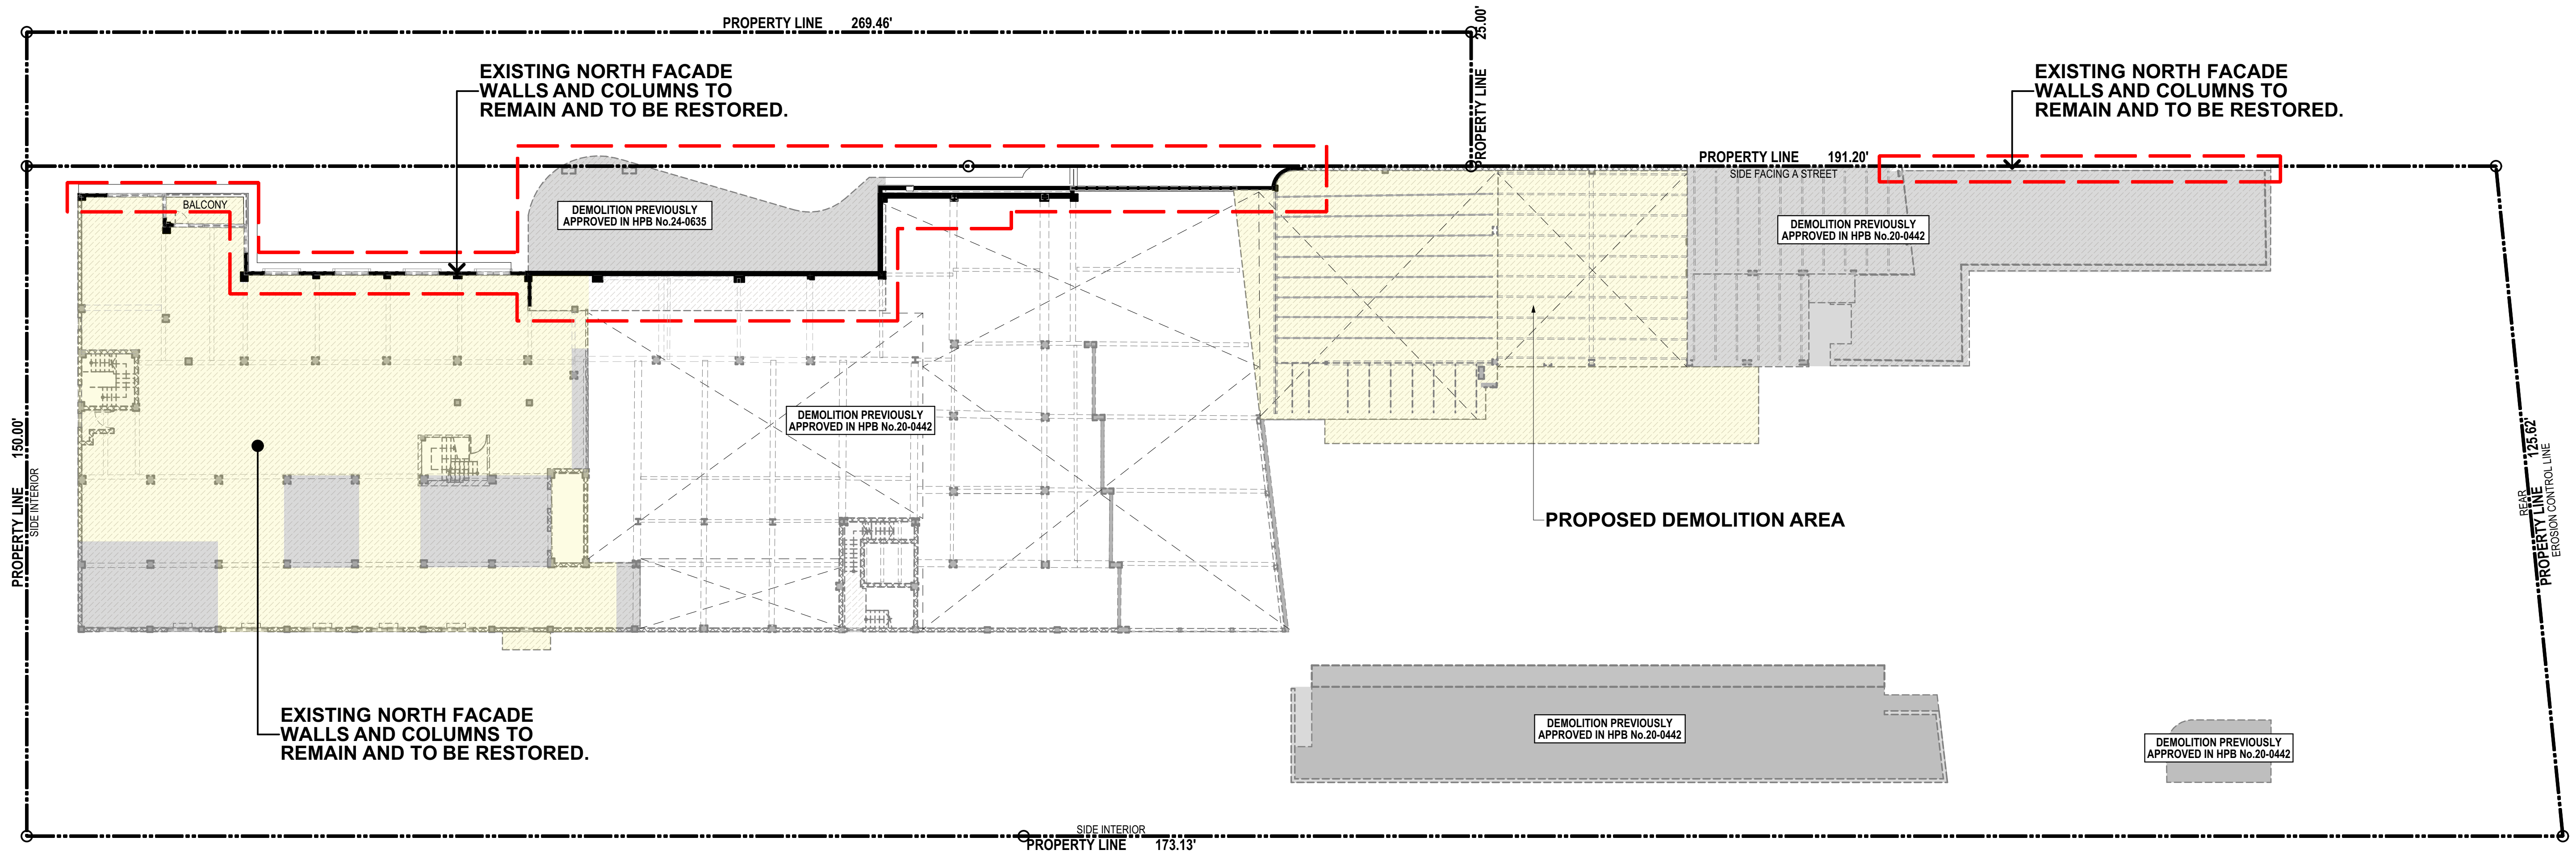 PROPERTY LINE 269.46'
25.00'
PROPERTY LINE
EXISTING NORTH FACADE
WALLS AND COLUMNS TO
REMAIN AND TO BE RESTORED.
EXISTING NORTH FACADE
WALLS AND COLUMNS TO
REMAIN AND TO BE RESTORED.
PROPERTY LINE 191.20'
SIDE FACING A STREET
BALCONY
DEMOLITION PREVIOUSLY
APPROVED IN HPB No.24-0635
DEMOLITION PREVIOUSLY
APPROVED IN HPB No.20-0442
DEMOLITION PREVIOUSLY
APPROVED IN HPB No.20-0442
PROPERTY LINE 150.00'
SIDE INTERIOR
PROPOSED DEMOLITION AREA
REAR
PROPERTY LINE 125.62'
EROSION CONTROL LINE
EXISTING NORTH FACADE
WALLS AND COLUMNS TO
REMAIN AND TO BE RESTORED.
DEMOLITION PREVIOUSLY
APPROVED IN HPB No.20-0442
DEMOLITION PREVIOUSLY
APPROVED IN HPB No.20-0442
SIDE INTERIOR
PROPERTY LINE 173.13'